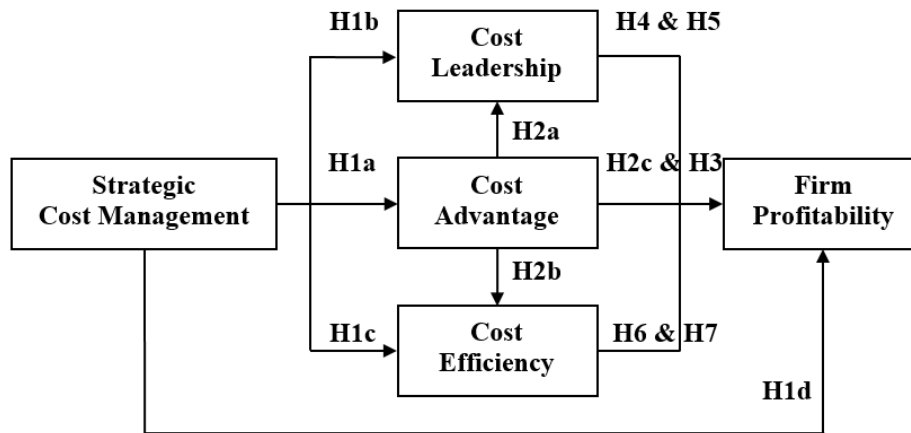 H1b
Cost
Leadership
H4 & H5
H2a
Strategic
Cost Management
H1a
Cost
Advantage
H2c & H3
Firm
Profitability
H2b
H1c
Cost
Efficiency
H6 & H7
H1d